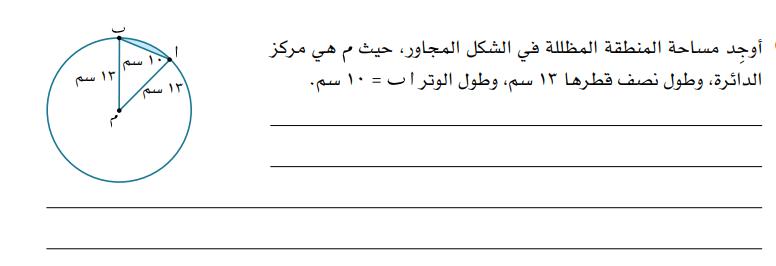 أوجِد مساحة المنطقة المظللة في الشكل المجاور، حيث م هي مركز
الدائرة، وطول نصف قطرها ١٣ سم، وطول الوتر ا ب = ١٠ سم.
ب
ا
١٠ سم
١٣ سم
١٣ سم
م